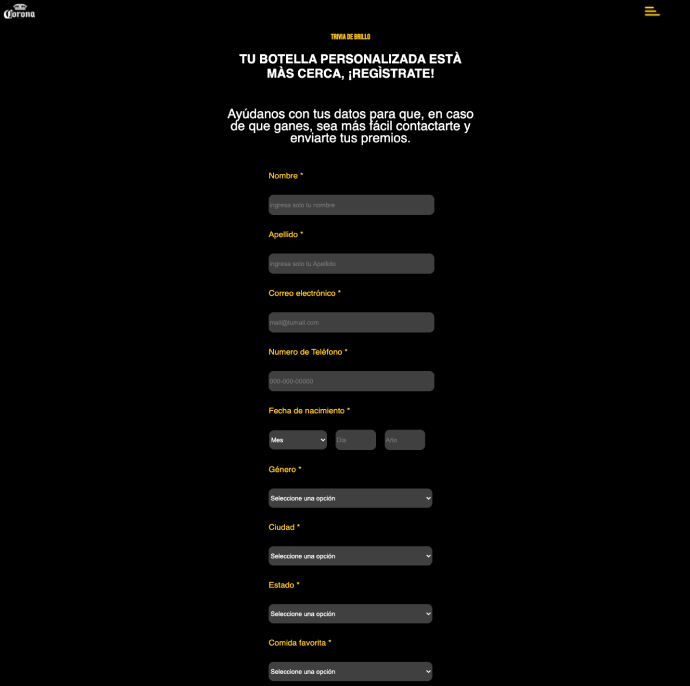 Corona
TRIVIA DE BRILLO
TU BOTELLA PERSONALIZADA ESTÀ
MÀS CERCA, ¡REGÌSTRATE!
Ayúdanos con tus datos para que, en caso
de que ganes, sea más fácil contactarte y
enviarte tus premios.
Nombre *
Ingresa solo tu nombre
Apellido *
Ingresa solo tu Apellido
Correo electrónico *
mail@tumail.com
Numero de Teléfono *
000-000-00000
Fecha de nacimiento *
Mes Día Año
Género *
Seleccione una opción
Ciudad *
Seleccione una opción
Estado *
Seleccione una opción
Comida favorita *
Seleccione una opción